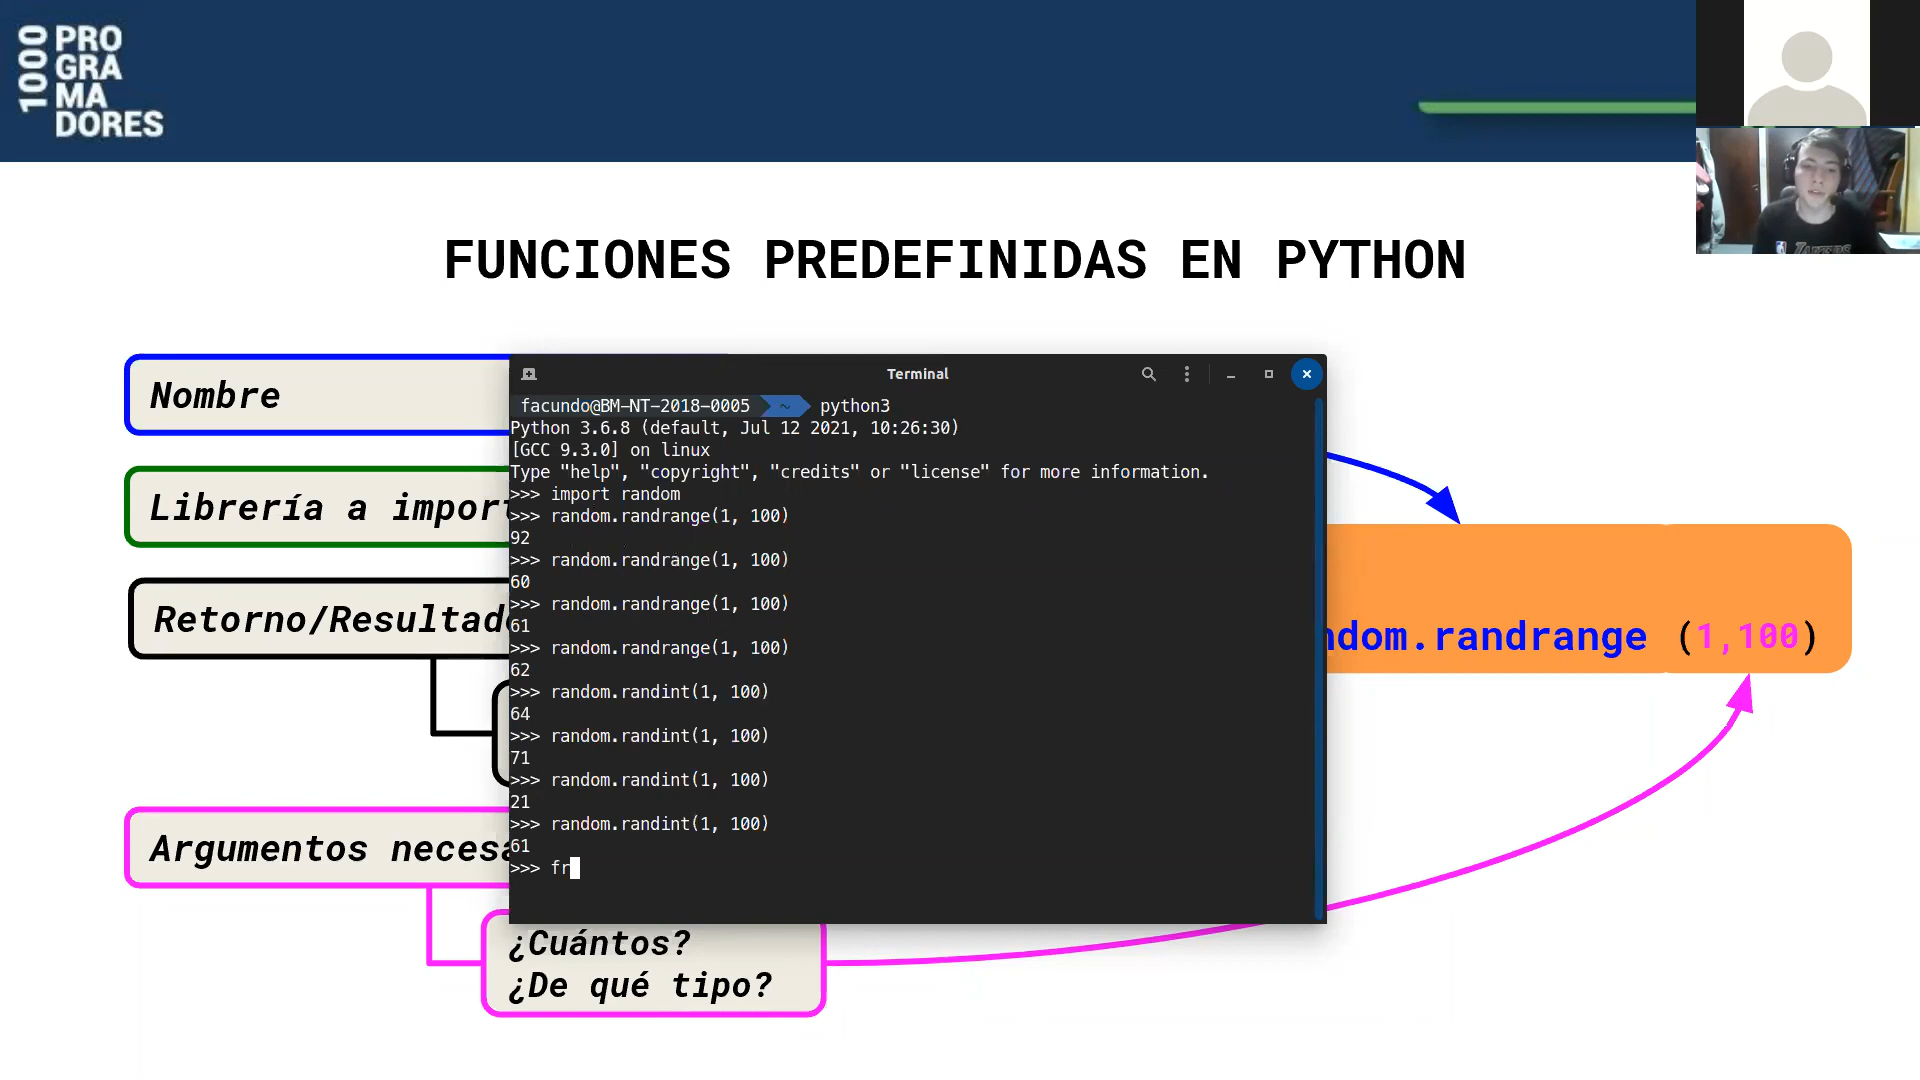 1000
PRO
GRA
MA
DORES
FUNCIONES PREDEFINIDAS EN PYTHON
Nombre
Librería a impor
Retorno/Resultad
Argumentos neces
¿Cuántos?
¿De qué tipo?
Terminal
facundo@BM-NT-2018-0005 ~ python3
Python 3.6.8 (default, Jul 12 2021, 10:26:30)
[GCC 9.3.0] on linux
Type "help", "copyright", "credits" or "license" for more information.
>>> import random
>>> random.randrange(1, 100)
92
>>> random.randrange(1, 100)
60
>>> random.randrange(1, 100)
61
>>> random.randrange(1, 100)
62
>>> random.randint(1, 100)
64
>>> random.randint(1, 100)
71
>>> random.randint(1, 100)
21
>>> random.randint(1, 100)
61
>>> fr
ndom.randrange (1,100)